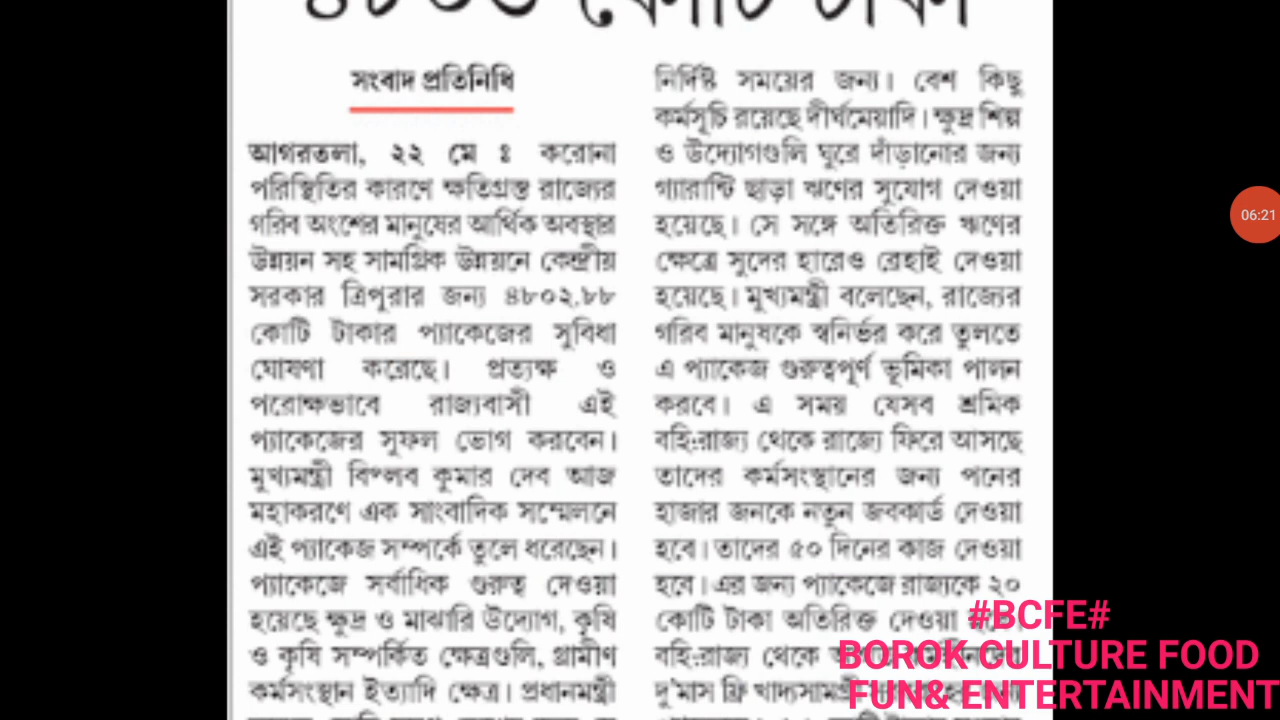 ৪৮০৩ কোটি টাকা
সংবাদ প্রতিনিধি
আগরতলা, ২২ মে ঃ করোনা
পরিস্থিতির কারণে ক্ষতিগ্রস্ত রাজ্যের
গরিব অংশের মানুষের আর্থিক অবস্থার
উন্নয়ন সহ সামগ্রিক উন্নয়নে কেন্দ্রীয়
সরকার ত্রিপুরার জন্য ৪৮০২.৮৮
কোটি টাকার প্যাকেজের সুবিধা
ঘোষণা করেছে। প্রত্যক্ষ ও
পরোক্ষভাবে রাজ্যবাসী এই
প্যাকেজের সুফল ভোগ করবেন।
মুখ্যমন্ত্রী বিপ্লব কুমার দেব আজ
মহাকরণে এক সাংবাদিক সম্মেলনে
এই প্যাকেজ সম্পর্কে তুলে ধরেছেন।
প্যাকেজে সর্বাধিক গুরুত্ব দেওয়া
হয়েছে ক্ষুদ্র ও মাঝারি উদ্যোগ, কৃষি
ও কৃষি সম্পর্কিত ক্ষেত্রগুলি, গ্রামীণ
কর্মসংস্থান ইত্যাদি ক্ষেত্র। প্রধানমন্ত্রী
নির্দিষ্ট সময়ের জন্য। বেশ কিছু
কর্মসূচি রয়েছে দীর্ঘমেয়াদি। ক্ষুদ্র শিল্প
ও উদ্যোগগুলি ঘুরে দাঁড়ানোর জন্য
গ্যারান্টি ছাড়া ঋণের সুযোগ দেওয়া
হয়েছে। সে সঙ্গে অতিরিক্ত ঋণের
ক্ষেত্রে সুদের হারেও রেহাই দেওয়া
হয়েছে। মুখ্যমন্ত্রী বলেছেন, রাজ্যের
গরিব মানুষকে স্বনির্ভর করে তুলতে
এ প্যাকেজ গুরুত্বপূর্ণ ভূমিকা পালন
করবে। এ সময় যেসব শ্রমিক
বহি:রাজ্য থেকে রাজ্যে ফিরে আসছে
তাদের কর্মসংস্থানের জন্য পনের
হাজার জনকে নতুন জবকার্ড দেওয়া
হবে। তাদের ৫০ দিনের কাজ দেওয়া
হবে। এর জন্য প্যাকেজে রাজ্যকে ২০
কোটি টাকা অতিরিক্ত দেওয়া
বহি:রাজ্য থেকে
দু'মাস ফ্রি খাদ্যসামগ্রী
06:21
#BCFE#
BOROK CULTURE FOOD
FUN& ENTERTAINMENT